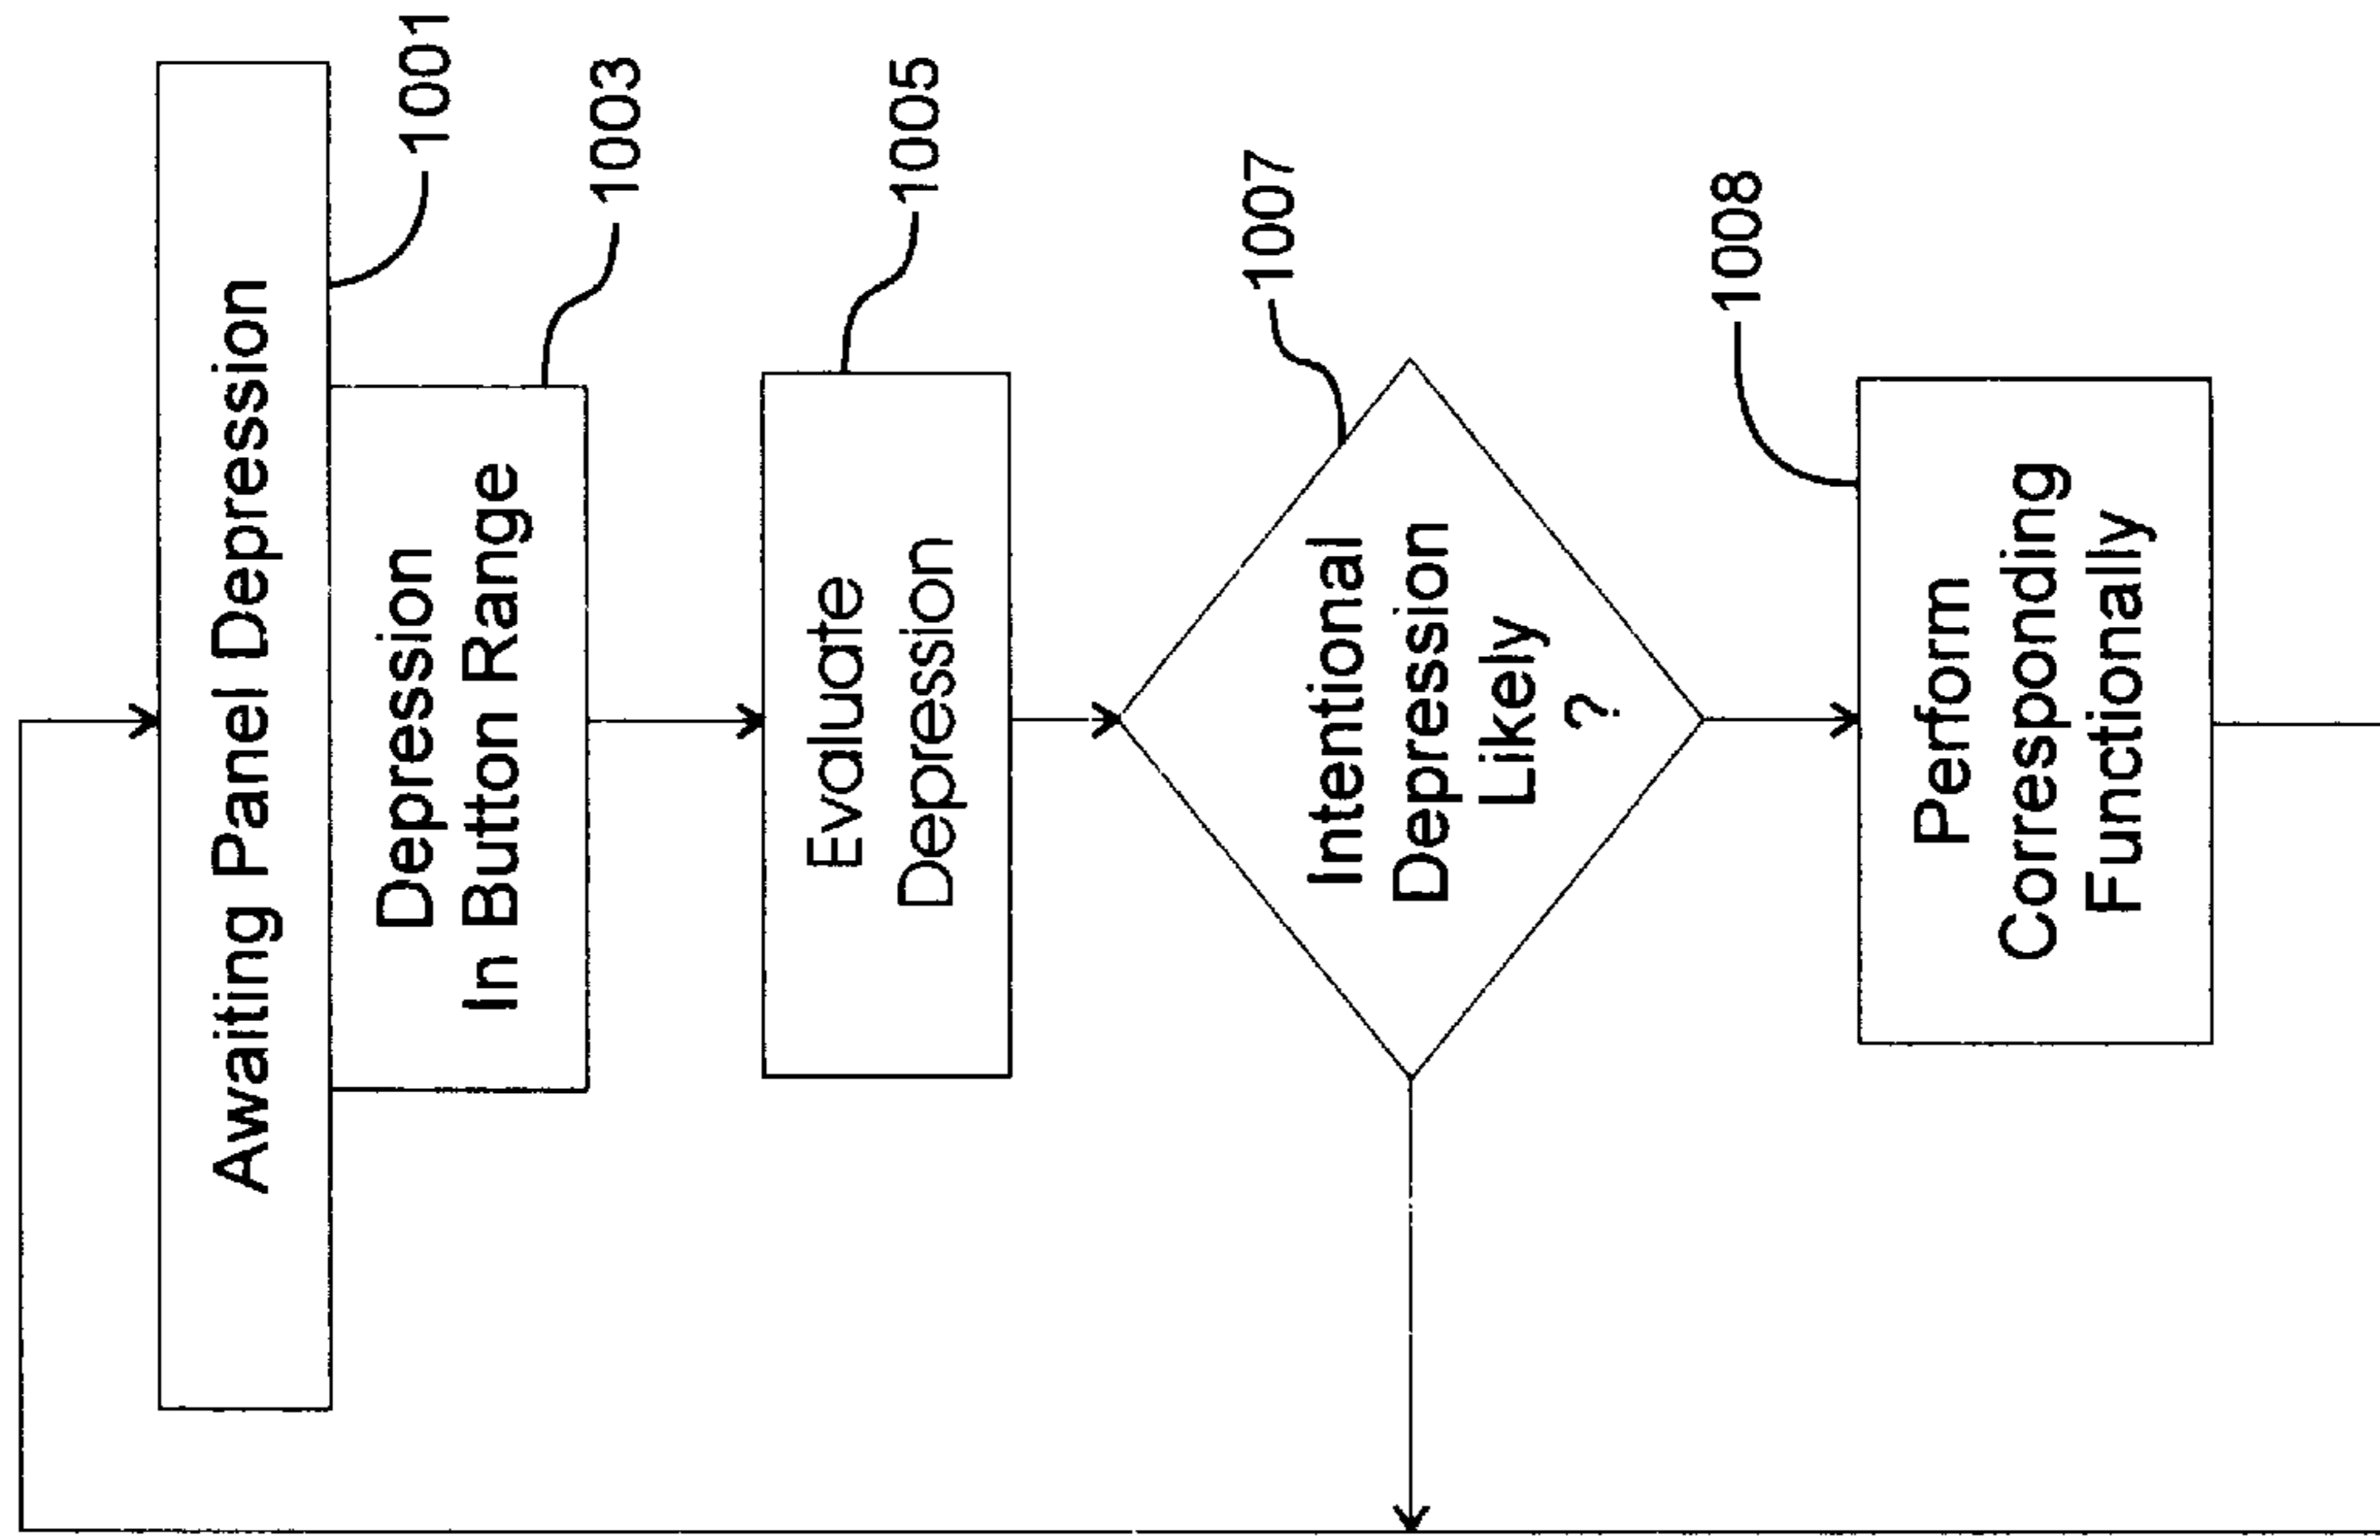 Awaiting Panel Depression
1001
Depression
In Button Range
1003
Evaluate
Depression
1005
Intentional
Depression
Likely
?
1007
Perform
Corresponding
Functionally
1008